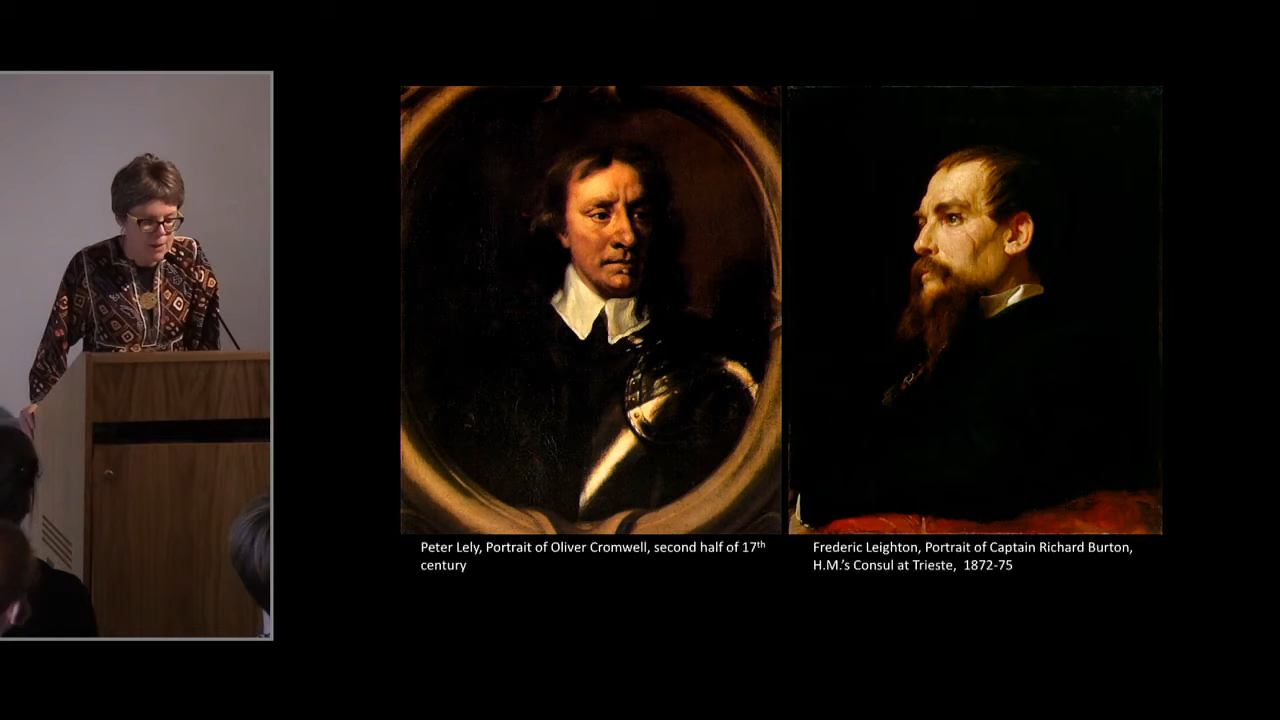 Peter Lely, Portrait of Oliver Cromwell, second half of 17th
century
Frederic Leighton, Portrait of Captain Richard Burton,
H.M.'s Consul at Trieste,  1872-75